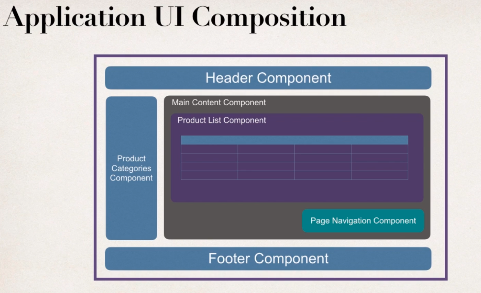 Application UI Composition
Header Component
Main Content Component
Product List Component
Product
Categories
Component
Page Navigation Component
Footer Component